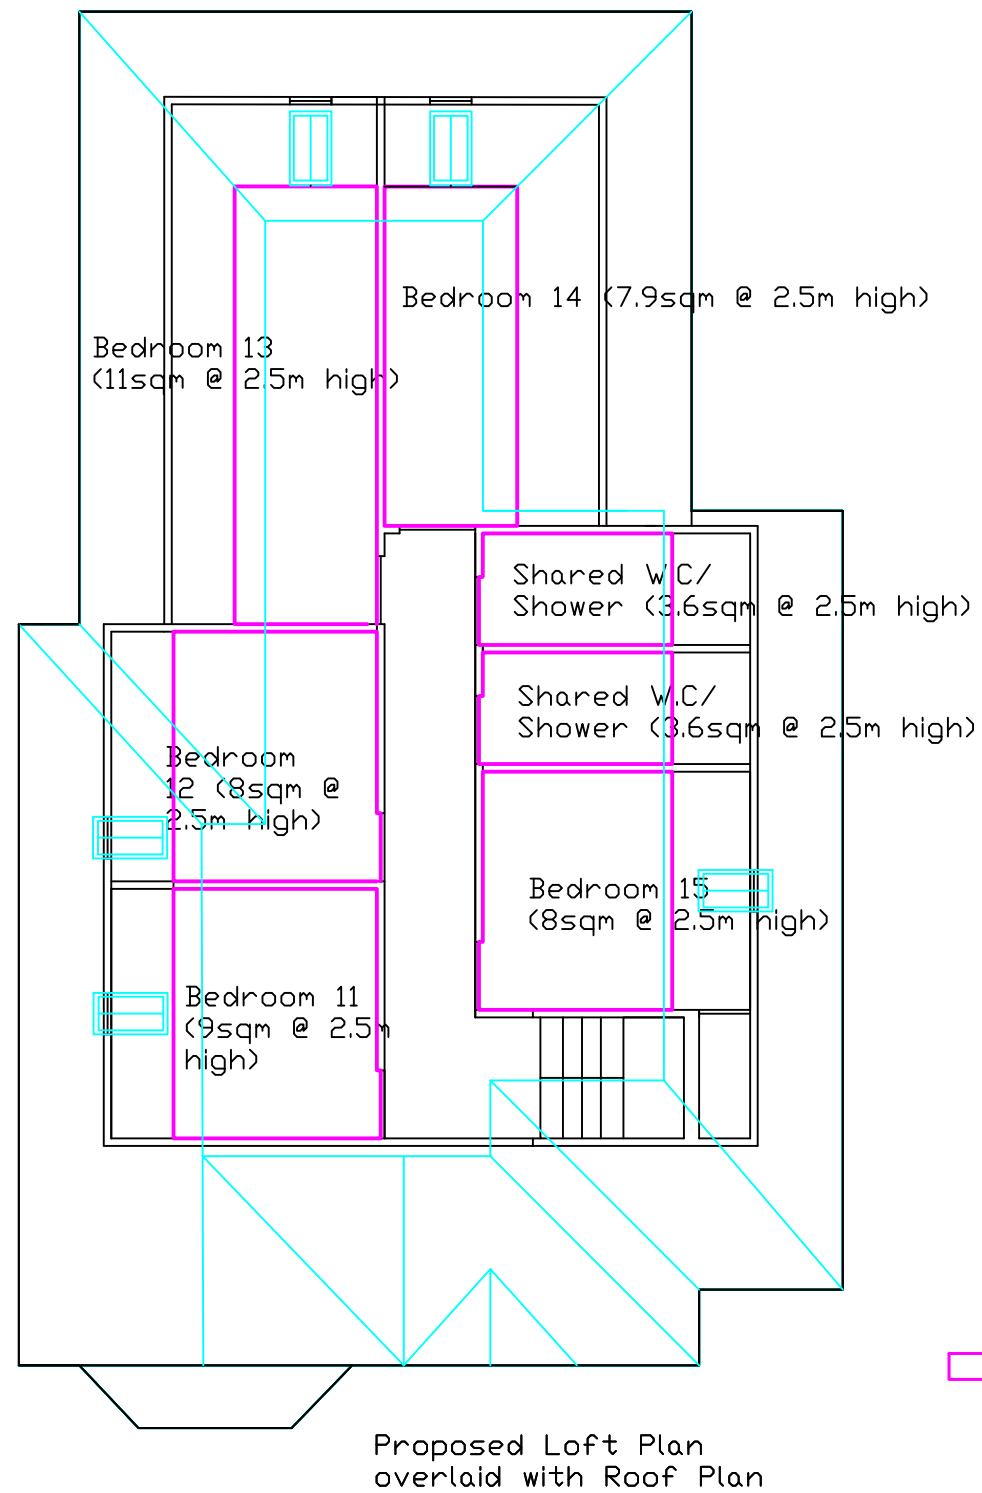 Bedroom 14 (7.9sqm @ 2.5m high)
Bedroom 13
(11sqm @ 2.5m high)
Shared W.C/
Shower (3.6sqm @ 2.5m high)
Shared W.C/
Shower (3.6sqm @ 2.5m high)
Bedroom
12 (8sqm @
2.5m high)
Bedroom 15
(8sqm @ 2.5m high)
Bedroom 11
(9sqm @ 2.5m
high)
Proposed Loft Plan
overlaid with Roof Plan